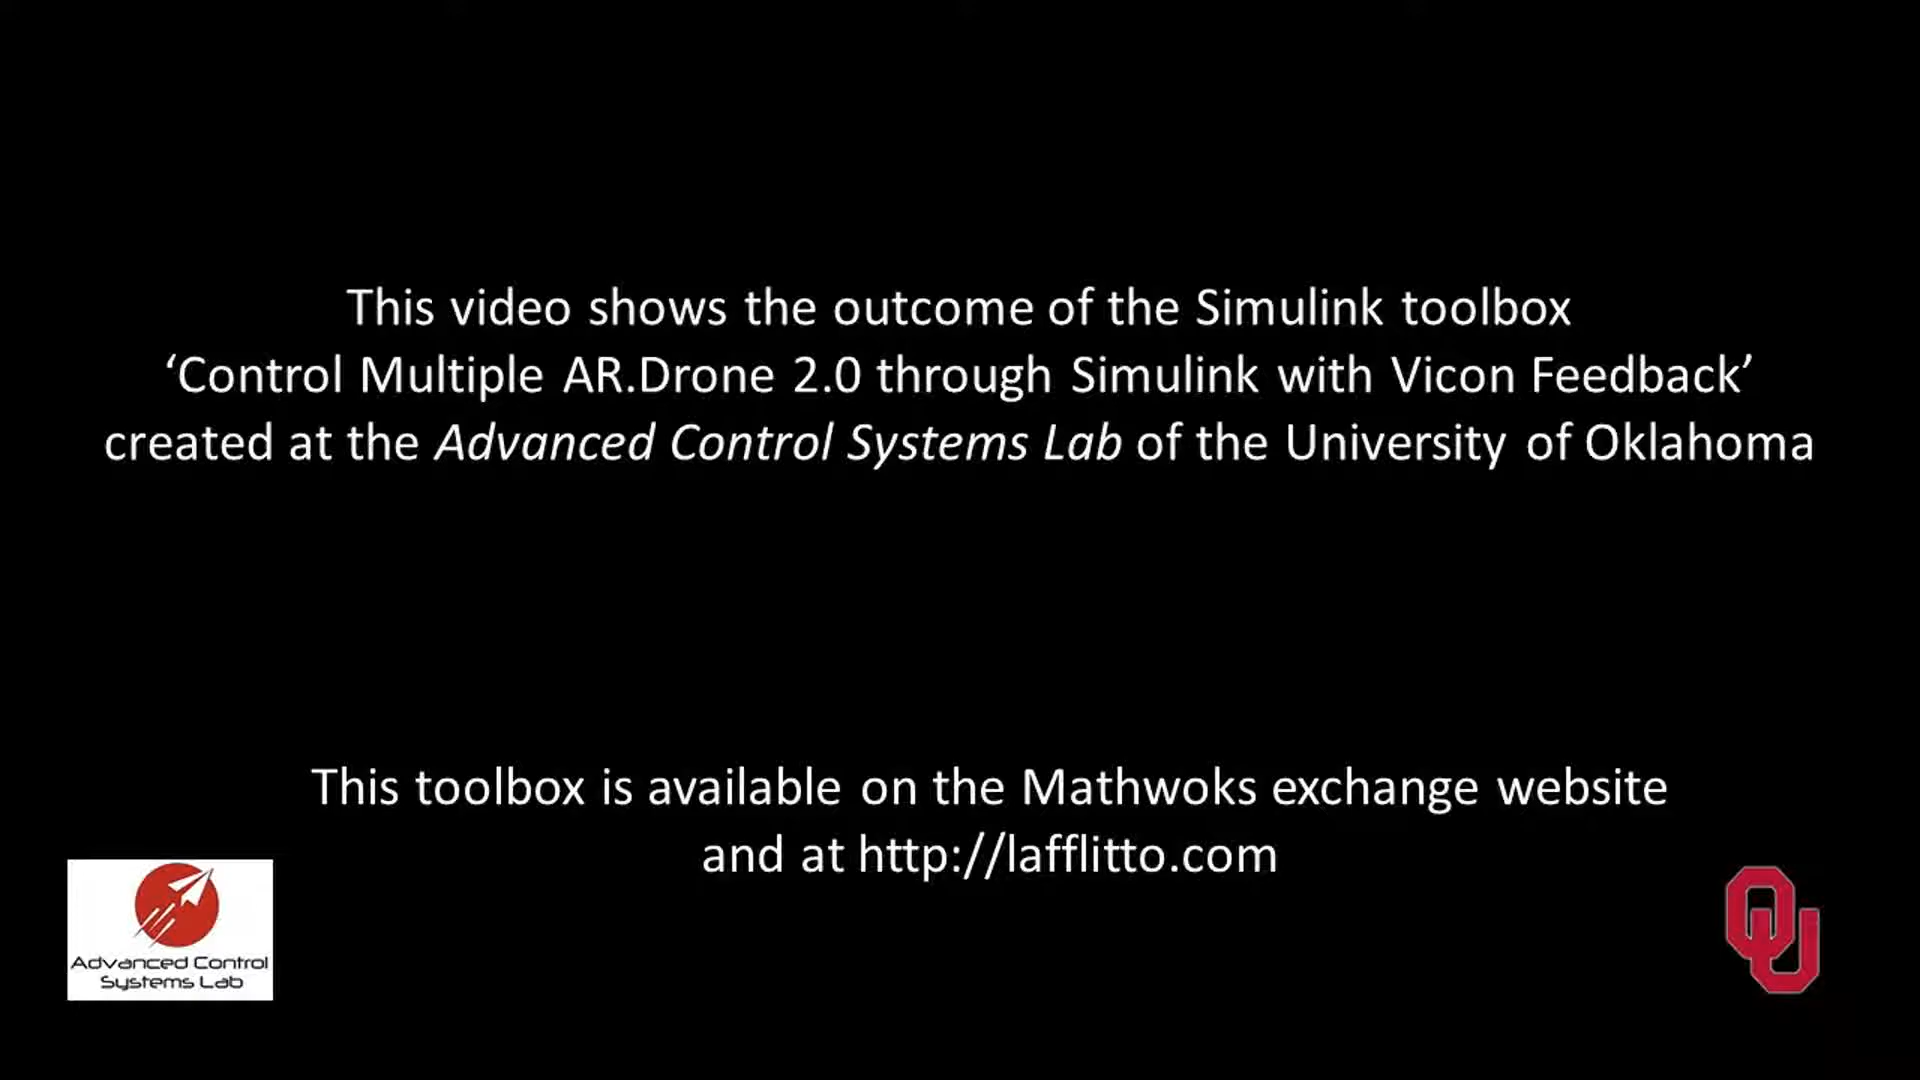 This video shows the outcome of the Simulink toolbox
‘Control Multiple AR.Drone 2.0 through Simulink with Vicon Feedback’
created at the Advanced Control Systems Lab of the University of Oklahoma
This toolbox is available on the Mathwoks exchange website
and at http://lafflitto.com
Advanced Control
Systems Lab
OU